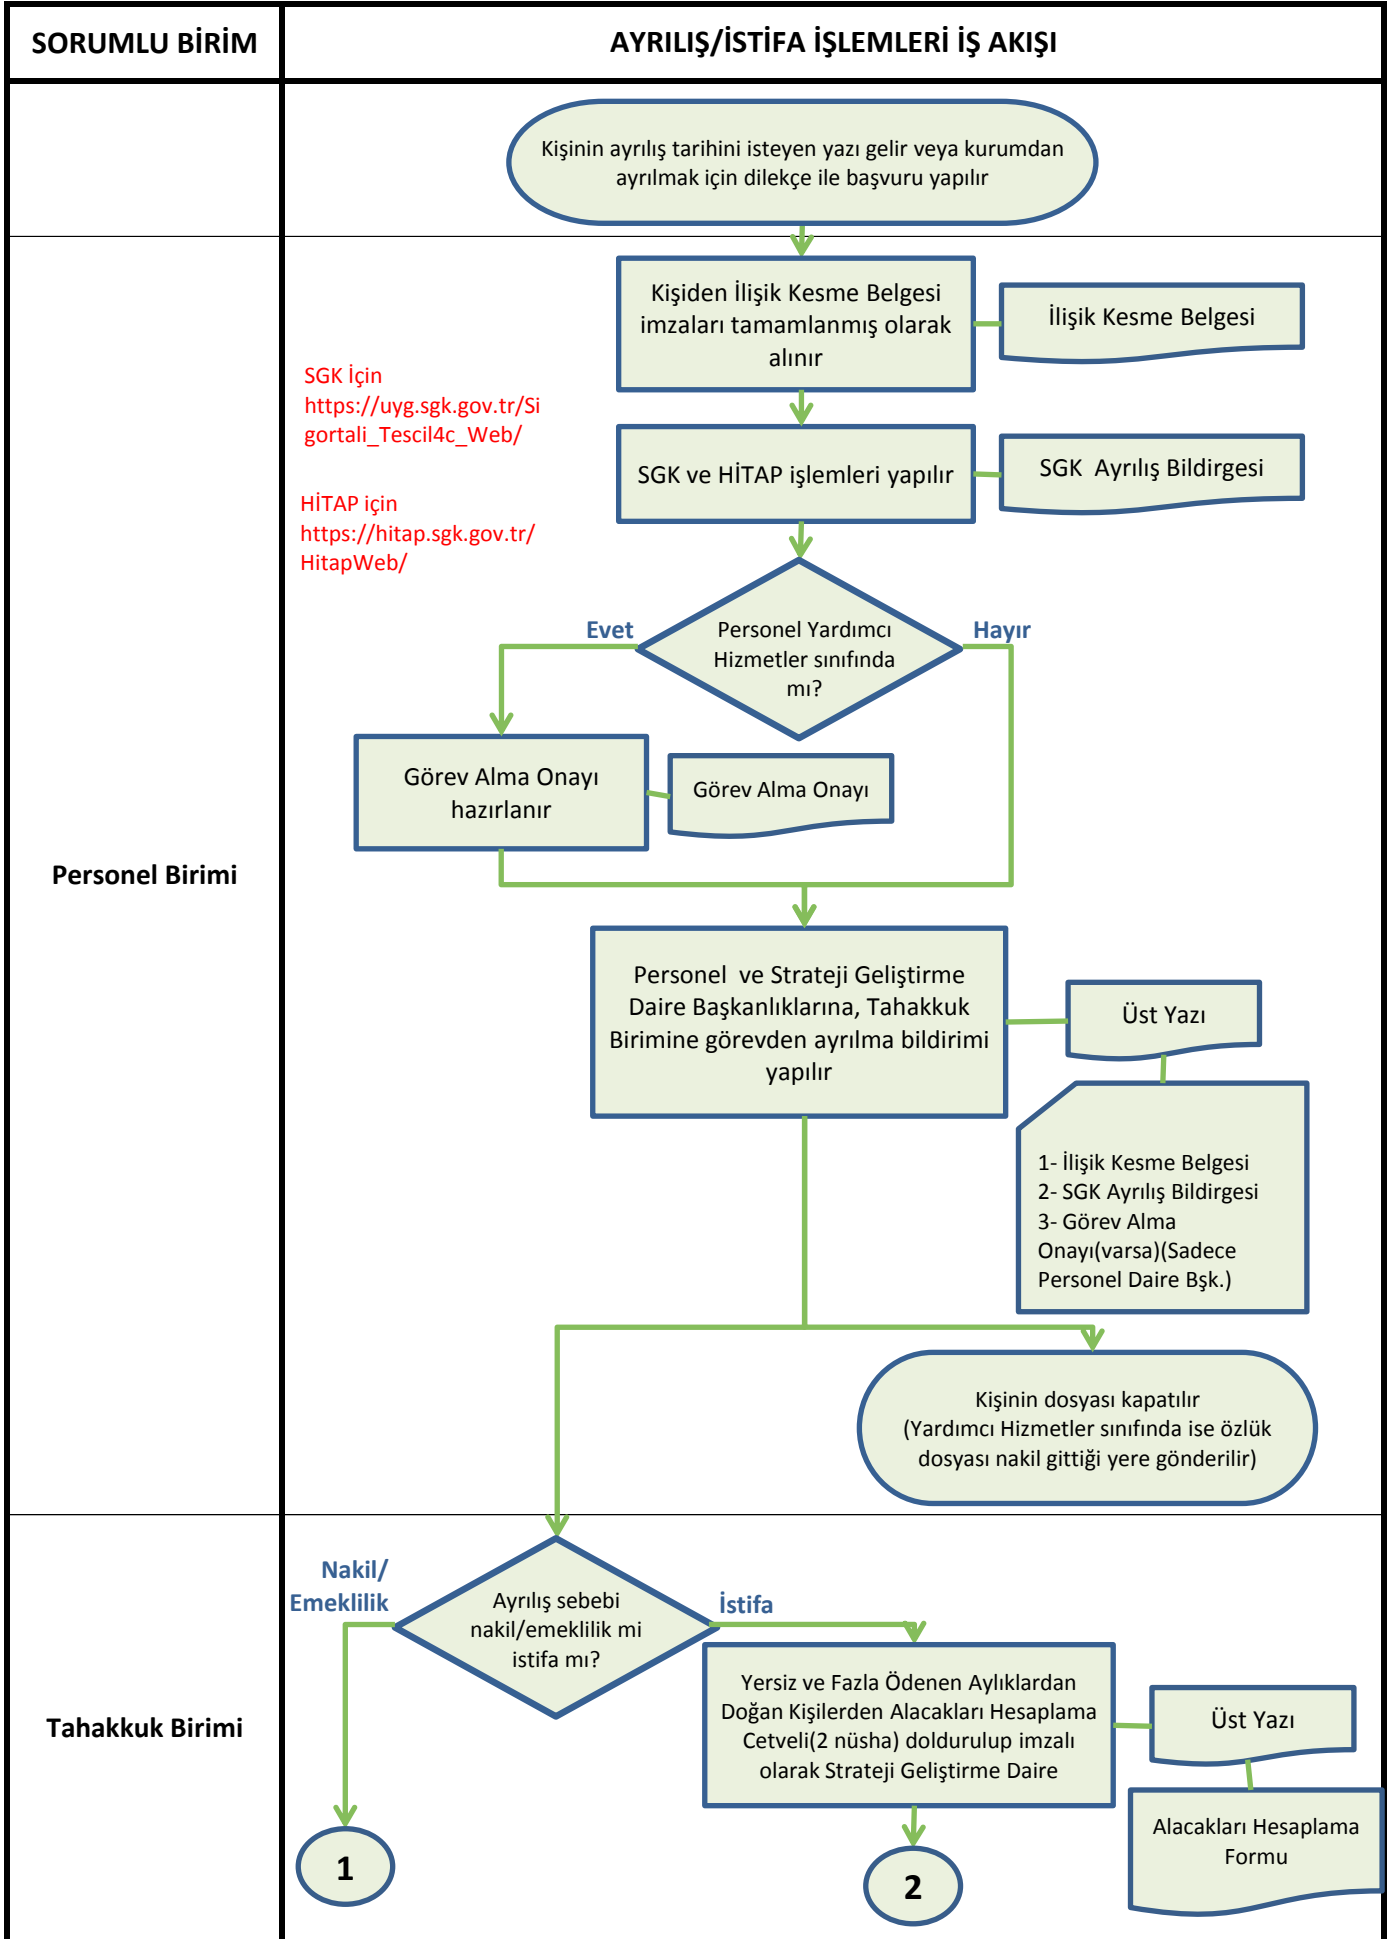 SORUMLU BİRİM
AYRILIŞ/İSTİFA İŞLEMLERİ İŞ AKIŞI
Kişinin ayrılış tarihini isteyen yazı gelir veya kurumdan
ayrılmak için dilekçe ile başvuru yapılır
Kişiden İlişik Kesme Belgesi
imzaları tamamlanmış olarak
alınır
İlişik Kesme Belgesi
SGK İçin
https://uyg.sgk.gov.tr/Si
gortali_Tescil4c_Web/
SGK ve HİTAP işlemleri yapılır
SGK  Ayrılış Bildirgesi
HİTAP için
https://hitap.sgk.gov.tr/
HitapWeb/
Evet
Personel Yardımcı
Hizmetler sınıfında
mı?
Hayır
Görev Alma Onayı
hazırlanır
Görev Alma Onayı
Personel Birimi
Personel  ve Strateji Geliştirme
Daire Başkanlıklarına, Tahakkuk
Birimine görevden ayrılma bildirimi
yapılır
Üst Yazı
1- İlişik Kesme Belgesi
2- SGK Ayrılış Bildirgesi
3- Görev Alma
Onayı(varsa)(Sadece
Personel Daire Bşk.)
Kişinin dosyası kapatılır
(Yardımcı Hizmetler sınıfında ise özlük
dosyası nakil gittiği yere gönderilir)
Nakil/
Emeklilik
Ayrılış sebebi
nakil/emeklilik mi
istifa mı?
İstifa
Tahakkuk Birimi
Yersiz ve Fazla Ödenen Aylıklardan
Doğan Kişilerden Alacakları Hesaplama
Cetveli(2 nüsha) doldurulup imzalı
olarak Strateji Geliştirme Daire
Üst Yazı
Alacakları Hesaplama
Formu
1
2